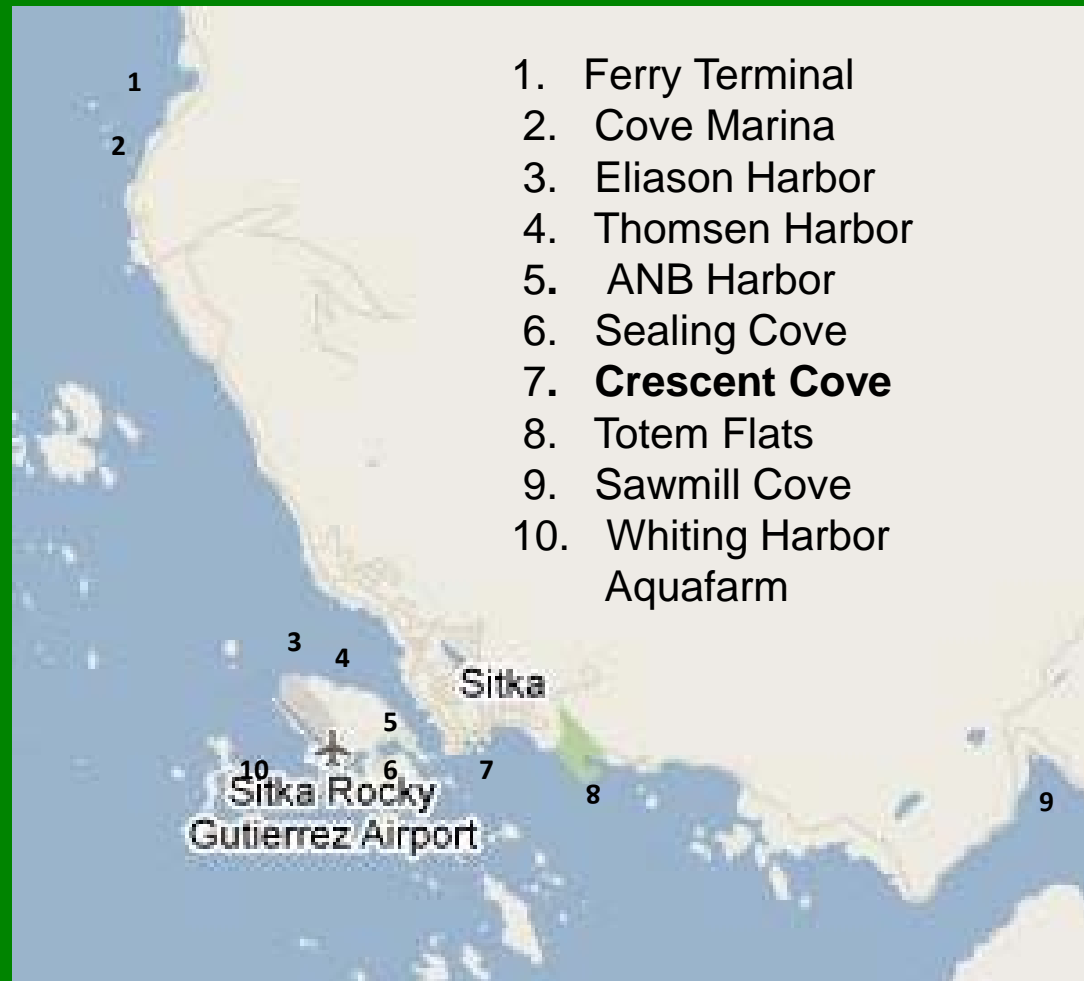 1. Ferry Terminal
2. Cove Marina
3. Eliason Harbor
4. Thomsen Harbor
5. ANB Harbor
6. Sealing Cove
7. Crescent Cove
8. Totem Flats
9. Sawmill Cove
10. Whiting Harbor
Aquafarm
1
2
3
4
Sitka
5
10
6
7
Sitka Rocky
Gutierrez Airport
8
9